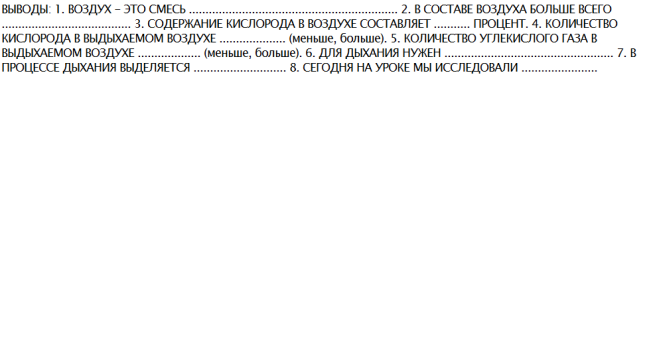 ВЫВОДЫ: 1. ВОЗДУХ – ЭТО СМЕСЬ ............................................................... 2. В СОСТАВЕ ВОЗДУХА БОЛЬШЕ ВСЕГО
....................................... 3. СОДЕРЖАНИЕ КИСЛОРОДА В ВОЗДУХЕ СОСТАВЛЯЕТ ........... ПРОЦЕНТ. 4. КОЛИЧЕСТВО
КИСЛОРОДА В ВЫДЫХАЕМОМ ВОЗДУХЕ .................... (меньше, больше). 5. КОЛИЧЕСТВО УГЛЕКИСЛОГО ГАЗА В
ВЫДЫХАЕМОМ ВОЗДУХЕ ................... (меньше, больше). 6. ДЛЯ ДЫХАНИЯ НУЖЕН ................................................... 7. В
ПРОЦЕССЕ ДЫХАНИЯ ВЫДЕЛЯЕТСЯ ............................ 8. СЕГОДНЯ НА УРОКЕ МЫ ИССЛЕДОВАЛИ .......................